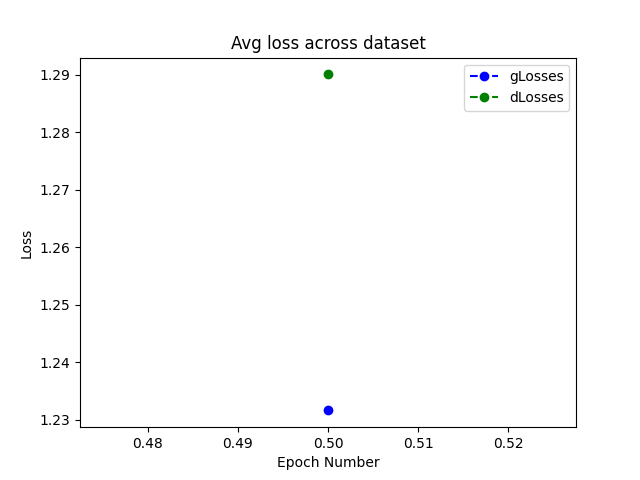 Avg loss across dataset
gLosses
dLosses
1.29
1.28
1.27
1.26
1.25
1.24
1.23
Loss
0.48 0.49 0.50 0.51 0.52
Epoch Number